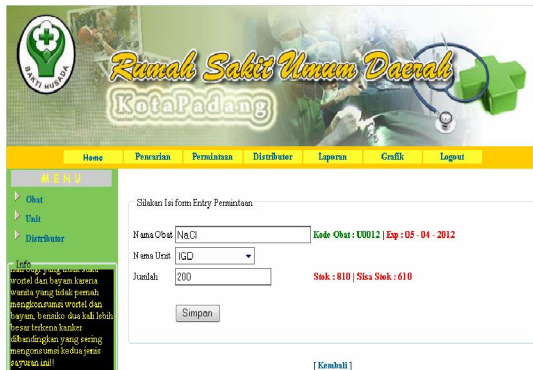 BAKTI HUSADA
Rumah Sakit Umum Daerah
KotaPadang
Home Pencarian Permintaan Distributor Laporan Grafik Logout
MENU
Obat
Unit
Distributor
Silakan Isi form Entry Permintaan
Nama Obat NaCl Kode Obat : U0012 | Exp : 05 - 04 - 2012
Nama Unit IGD
Jumlah 200 Stok : 810 | Sisa Stok : 610
Simpan
[ Kembali ]
Info
wortel dan bayam karena
wanita yang tidak pernah
mengkonsumsi wortel dan
bayam, berisiko dua kali lebih
besar terkena kanker
dibandingkan yang sering
mengonsumsi kedua jenis
sayuran ini!!